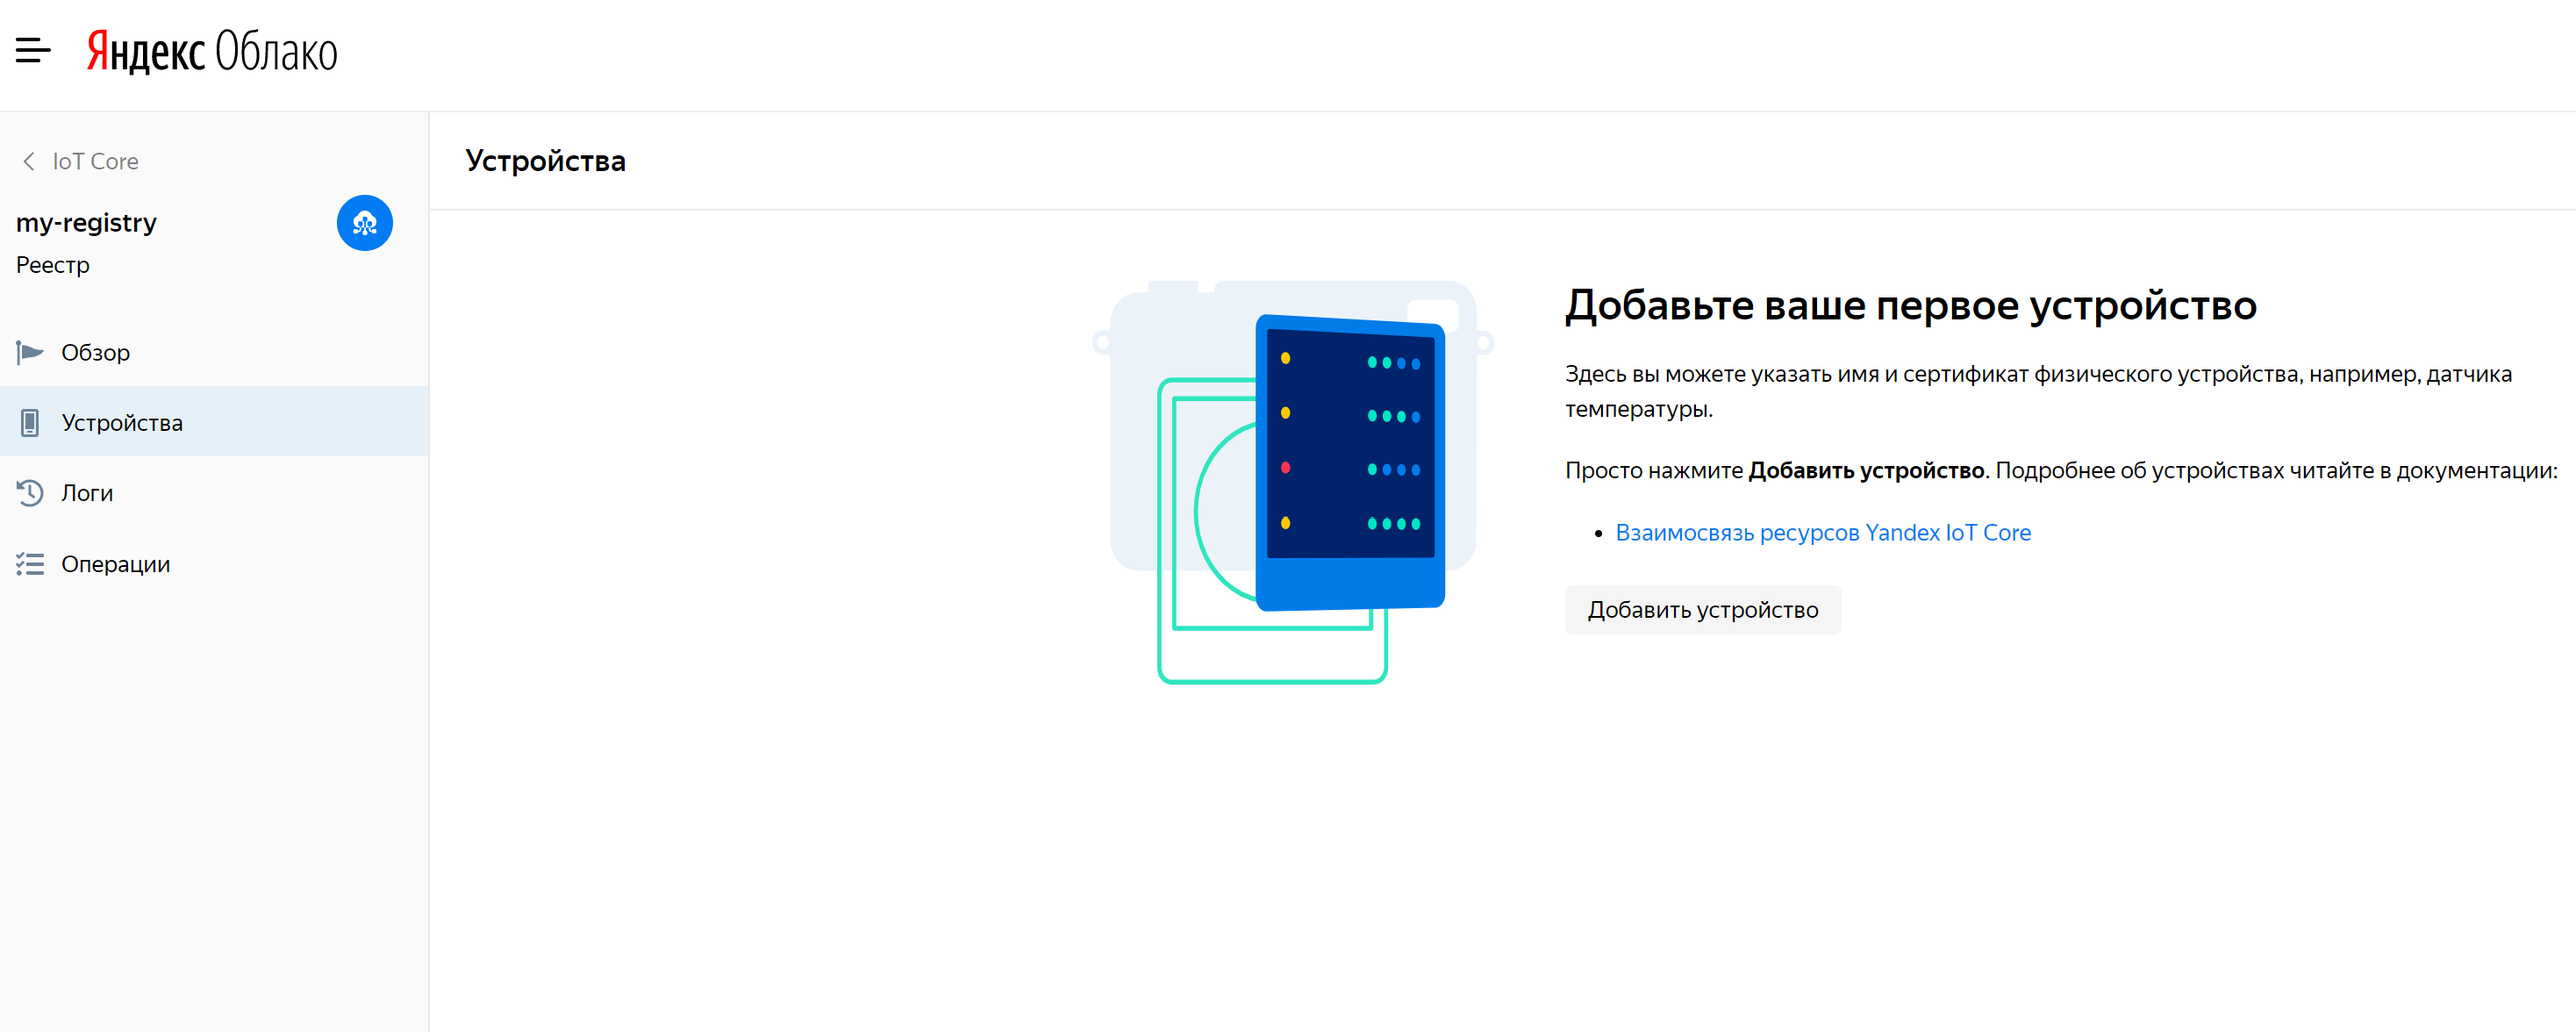 Яндекс Облако
IoT Core
my-registry
Реестр
Обзор
Устройства
Логи
Операции
Устройства
Добавьте ваше первое устройство
Здесь вы можете указать имя и сертификат физического устройства, например, датчика
температуры.
Просто нажмите Добавить устройство. Подробнее об устройствах читайте в документации:
Взаимосвязь ресурсов Yandex IoT Core
Добавить устройство